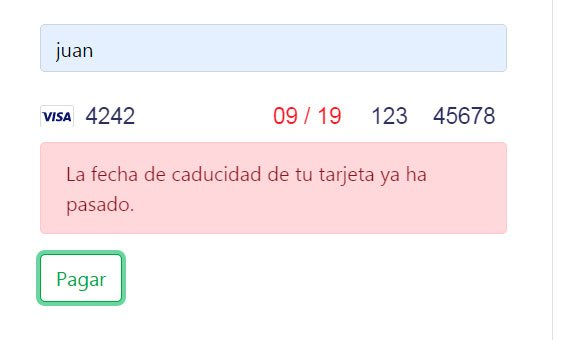 juan
VISA 4242 09 / 19 123 45678
La fecha de caducidad de tu tarjeta ya ha
pasado.
Pagar